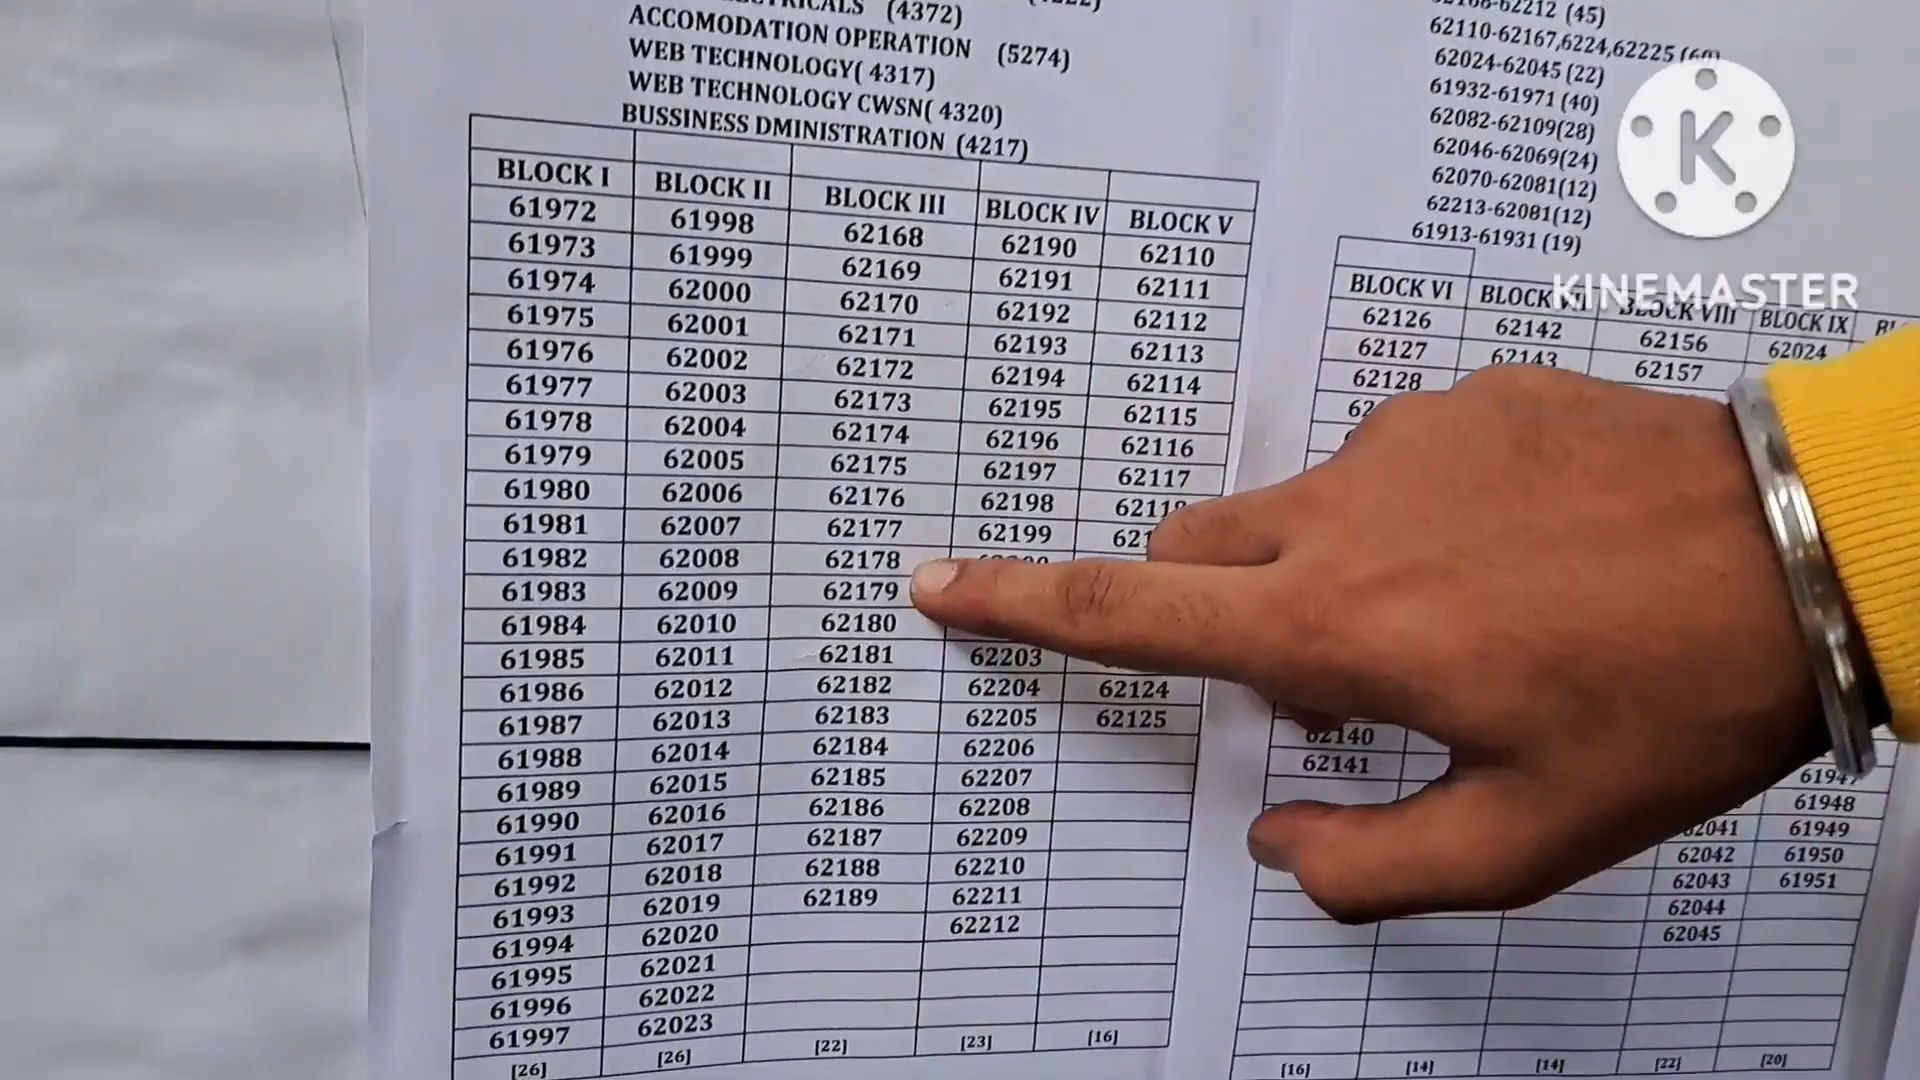 (4372)
ACCOMODATION OPERATION (5274)
WEB TECHNOLOGY( 4317)
WEB TECHNOLOGY CWSN( 4320)
BUSSINESS DMINISTRATION (4217)
BLOCK I BLOCK II BLOCK III BLOCK IV BLOCK V
61972 61998 62168 62190 62110
61973 61999 62169 62191 62111
61974 62000 62170 62192 62112
61975 62001 62171 62193 62113
61976 62002 62172 62194 62114
61977 62003 62173 62195 62115
61978 62004 62174 62196 62116
61979 62005 62175 62197 62117
61980 62006 62176 62198
61981 62007 62177 62199
61982 62008 62178
61983 62009 62179
61984 62010 62180
61985 62011 62181 62203
61986 62012 62182 62204 62124
61987 62013 62183 62205 62125
61988 62014 62184 62206
61989 62015 62185 62207
61990 62016 62186 62208
61991 62017 62187 62209
61992 62018 62188 62210
61993 62019 62189 62211
61994 62020 62212
61995 62021
61996 62022
61997 62023
[26] [26] [22] [23] [16]
62212 (45)
62110-62167,6224,62225
62024-62045 (22)
61932-61971 (40)
62082-62109(28)
62046-62069(24)
62070-62081(12)
62213-62081(12)
61913-61931 (19)
K
KINEMASTER
BLOCK VI BLOCK BLOCK VIII BLOCK IX
62126 62142 62156 62024
62127 62143 62157
62128
62140
62141
61948
62041 61949
62042 61950
62043 61951
62044
62045
[16] [14] [14] [22] [20]